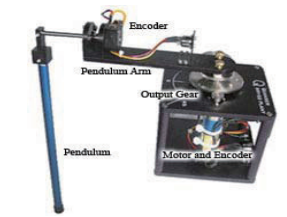 Encoder
Pendulum Arm
Output Gear
Pendulum
Motor and Encoder